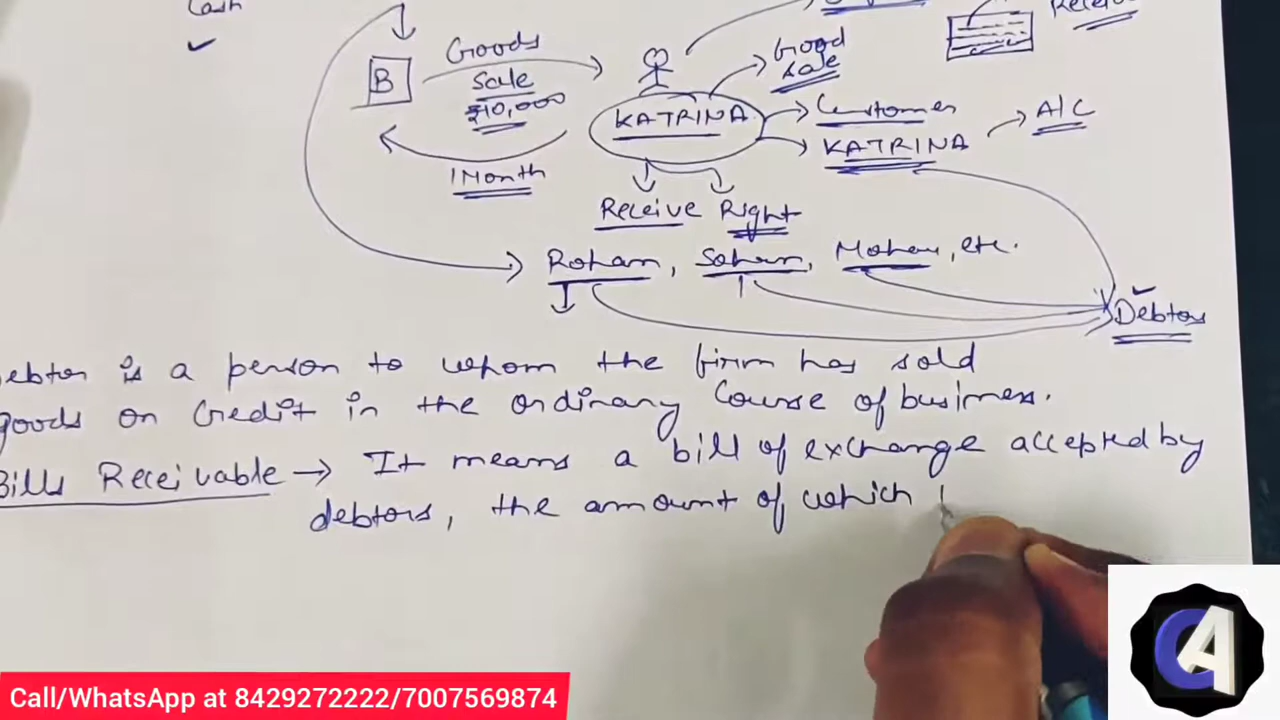 Cash
B
Goods
Sale
₹10,000
1 Month
KATRINA
Good
sale
Customer
KATRINA
A/C
Receive Right
Rohan, Sohan, Mohan, etc.
Debtors
ebtor is a person to whom the firm has sold
goods on credit in the ordinary course of business.
Bills Receivable → It means a bill of exchange accepted by
debtors, the amount of which
CA
Call/WhatsApp at 8429272222/7007569874